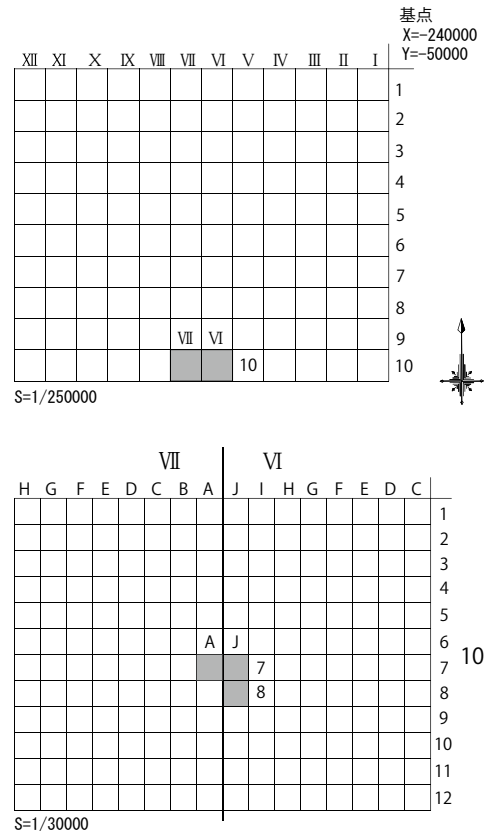 基点
X=-240000
Y=-50000
Ⅻ Ⅺ Ⅹ Ⅸ Ⅷ Ⅶ Ⅵ Ⅴ Ⅳ Ⅲ Ⅱ Ⅰ
1
2
3
4
5
6
7
8
Ⅶ Ⅵ 9
10 10
S=1/250000
Ⅶ Ⅵ
H G F E D C B A J I H G F E D C
1
2
3
4
5
A J 6
10
7 7
8 8
9
10
11
12
S=1/30000